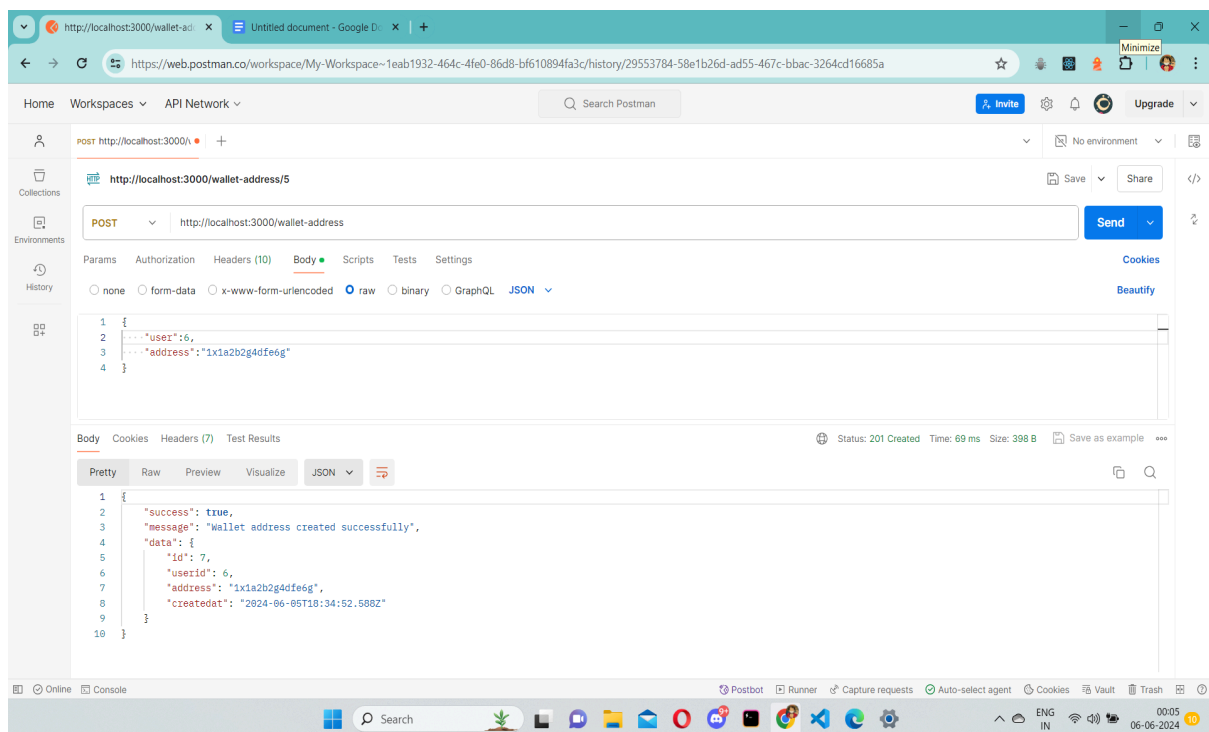 http://localhost:3000/wallet-ad Untitled document - Google Do
Minimize
https://web.postman.co/workspace/My-Workspace~1eab1932-464c-4fe0-86d8-bf610894fa3c/history/29553784-58e1b26d-ad55-467c-bbac-3264cd16685a
Home Workspaces API Network Search Postman Invite Upgrade
POST http://localhost:3000/ No environment
Collections
HTTP http://localhost:3000/wallet-address/5 Save Share
Environments
POST http://localhost:3000/wallet-address Send
Params Authorization Headers (10) Body Scripts Tests Settings Cookies
History
none form-data x-www-form-urlencoded raw binary GraphQL JSON Beautify
1 {
2 "user":6,
3 "address":"1x1a2b2g4dfe6g"
4 }
Body Cookies Headers (7) Test Results Status: 201 Created Time: 69 ms Size: 398 B Save as example
Pretty Raw Preview Visualize JSON
1 {
2 "success": true,
3 "message": "Wallet address created successfully",
4 "data": {
5 "id": 7,
6 "userid": 6,
7 "address": "1x1a2b2g4dfe6g",
8 "createdat": "2024-06-05T18:34:52.588Z"
9 }
10 }
Online Console Postbot Runner Capture requests Auto-select agent Cookies Vault Trash
Search 9+ ENG 00:05
IN 06-06-2024 10